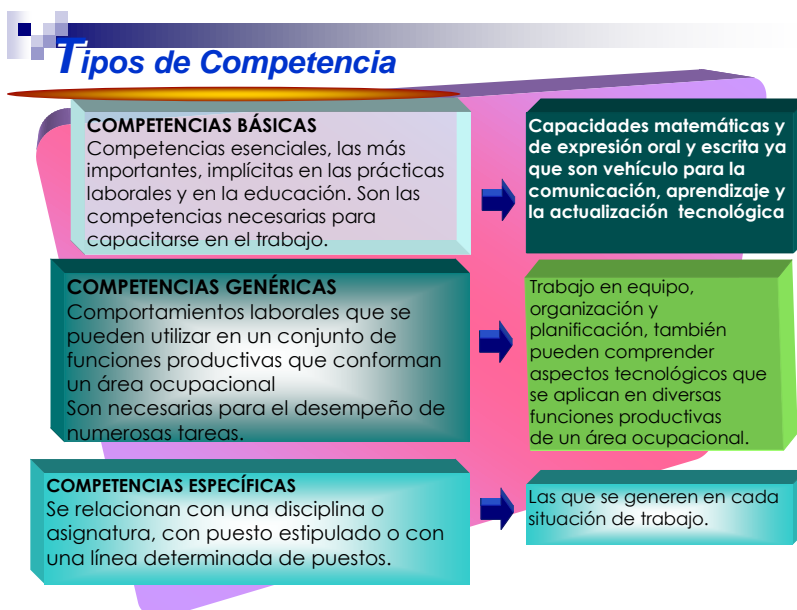 Tipos de Competencia
COMPETENCIAS BÁSICAS
Competencias esenciales, las más
importantes, implícitas en las prácticas
laborales y en la educación. Son las
competencias necesarias para
capacitarse en el trabajo.
Capacidades matemáticas y
de expresión oral y escrita ya
que son vehículo para la
comunicación, aprendizaje y
la actualización tecnológica
COMPETENCIAS GENÉRICAS
Comportamientos laborales que se
pueden utilizar en un conjunto de
funciones productivas que conforman
un área ocupacional
Son necesarias para el desempeño de
numerosas tareas.
Trabajo en equipo,
organización y
planificación, también
pueden comprender
aspectos tecnológicos que
se aplican en diversas
funciones productivas
de un área ocupacional.
COMPETENCIAS ESPECÍFICAS
Se relacionan con una disciplina o
asignatura, con puesto estipulado o con
una línea determinada de puestos.
Las que se generen en cada
situación de trabajo.